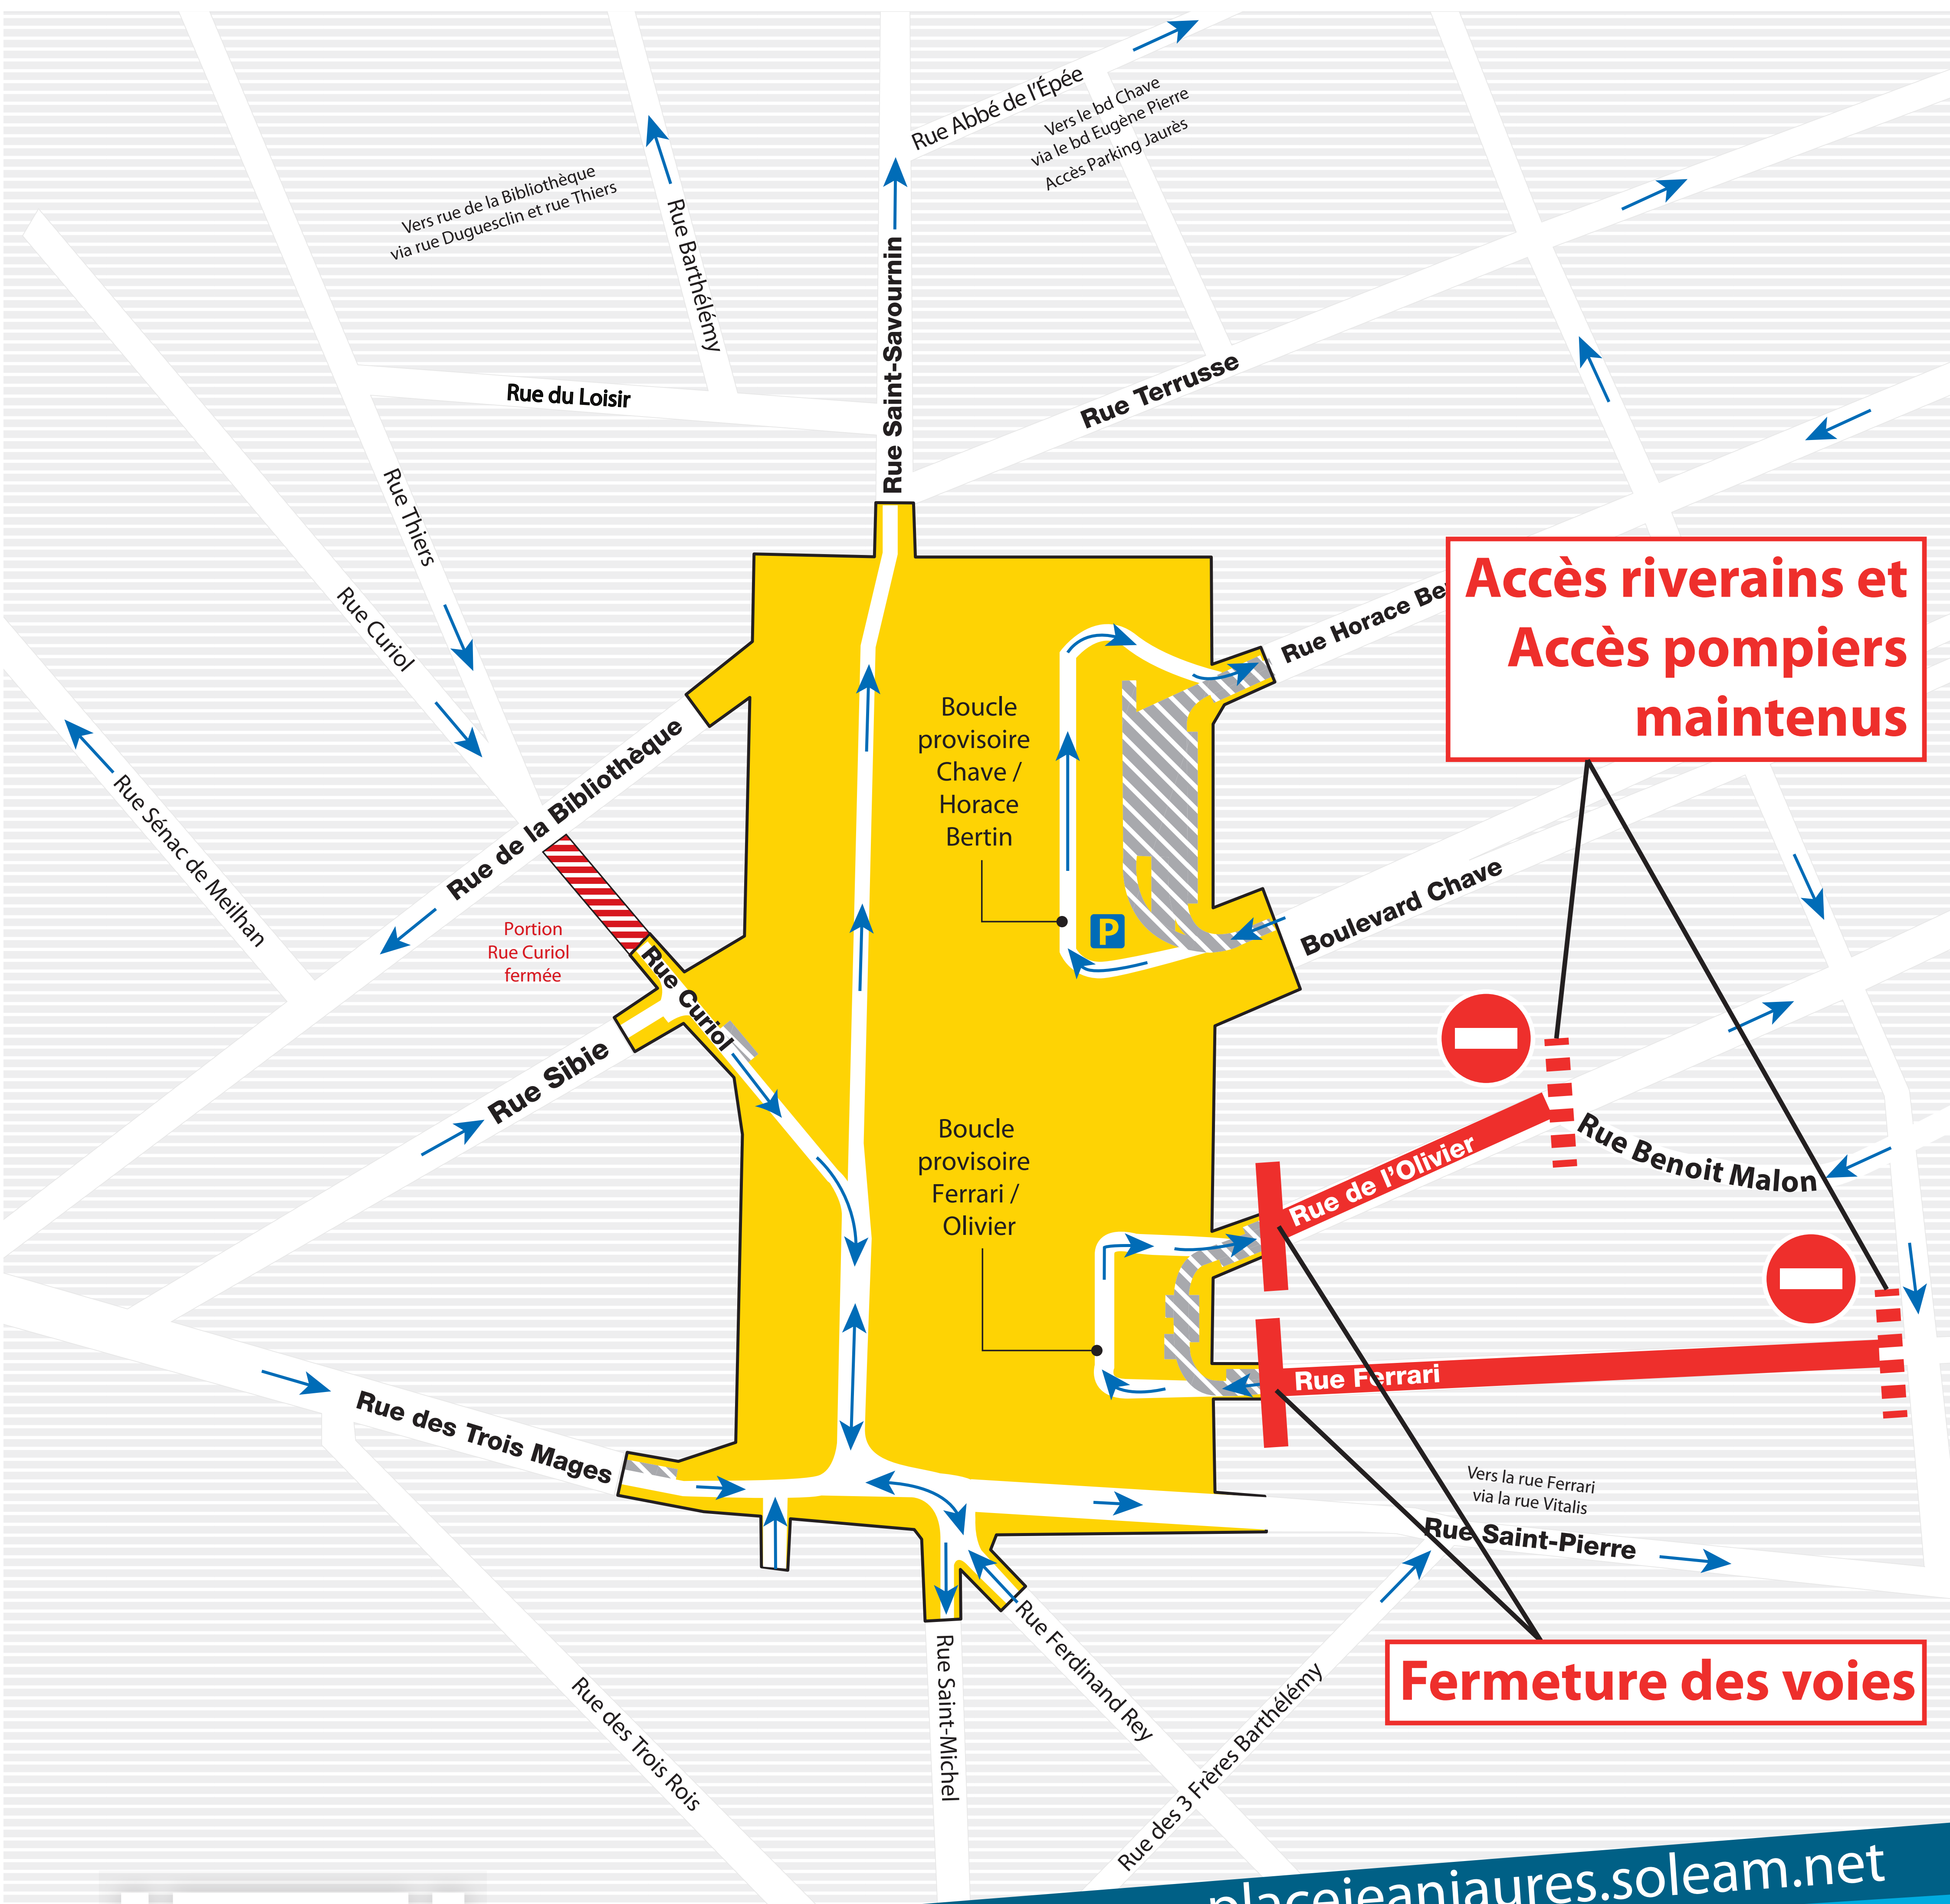 Rue Abbé de l'Épée
Vers le bd Chave
via le bd Eugène Pierre
Accès Parking Jaurès
Vers rue de la Bibliothèque
via rue Duguesclin et rue Thiers
Rue Barthélémy
Rue Saint-Savournin
Rue du Loisir
Rue Terrusse
Rue Thiers
Rue Curiol
Rue Horace Be
Accès riverains et
Accès pompiers
maintenus
Boucle
provisoire
Chave /
Horace
Bertin
P
Rue de la Bibliothèque
Rue Sénac de Meilhan
Boulevard Chave
Portion
Rue Curiol
fermée
Rue Curiol
Rue Sibie
Boucle
provisoire
Ferrari /
Olivier
Rue de l'Olivier
Rue Benoit Malon
Rue Ferrari
Rue des Trois Mages
Vers la rue Ferrari
via la rue Vitalis
Rue Saint-Pierre
Rue Saint-Michel
Rue Ferdinand Rey
Rue des 3 Frères Barthélémy
Rue des Trois Rois
Fermeture des voies
placejeanjaures.soleam.net